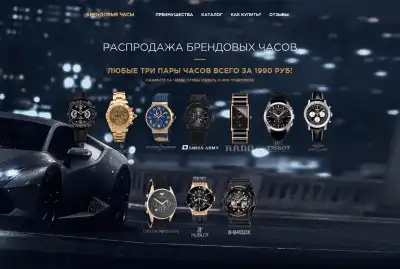 БРЕНДОВЫЕ ЧАСЫ ПРЕИМУЩЕСТВА КАТАЛОГ КАК КУПИТЬ? ОТЗЫВЫ
РАСПРОДАЖА БРЕНДОВЫХ ЧАСОВ
ЛЮБЫЕ ТРИ ПАРЫ ЧАСОВ ВСЕГО ЗА 1990 РУБ!
SWISS ARMY RADO TISSOT
HUBLOT G-SHOCK